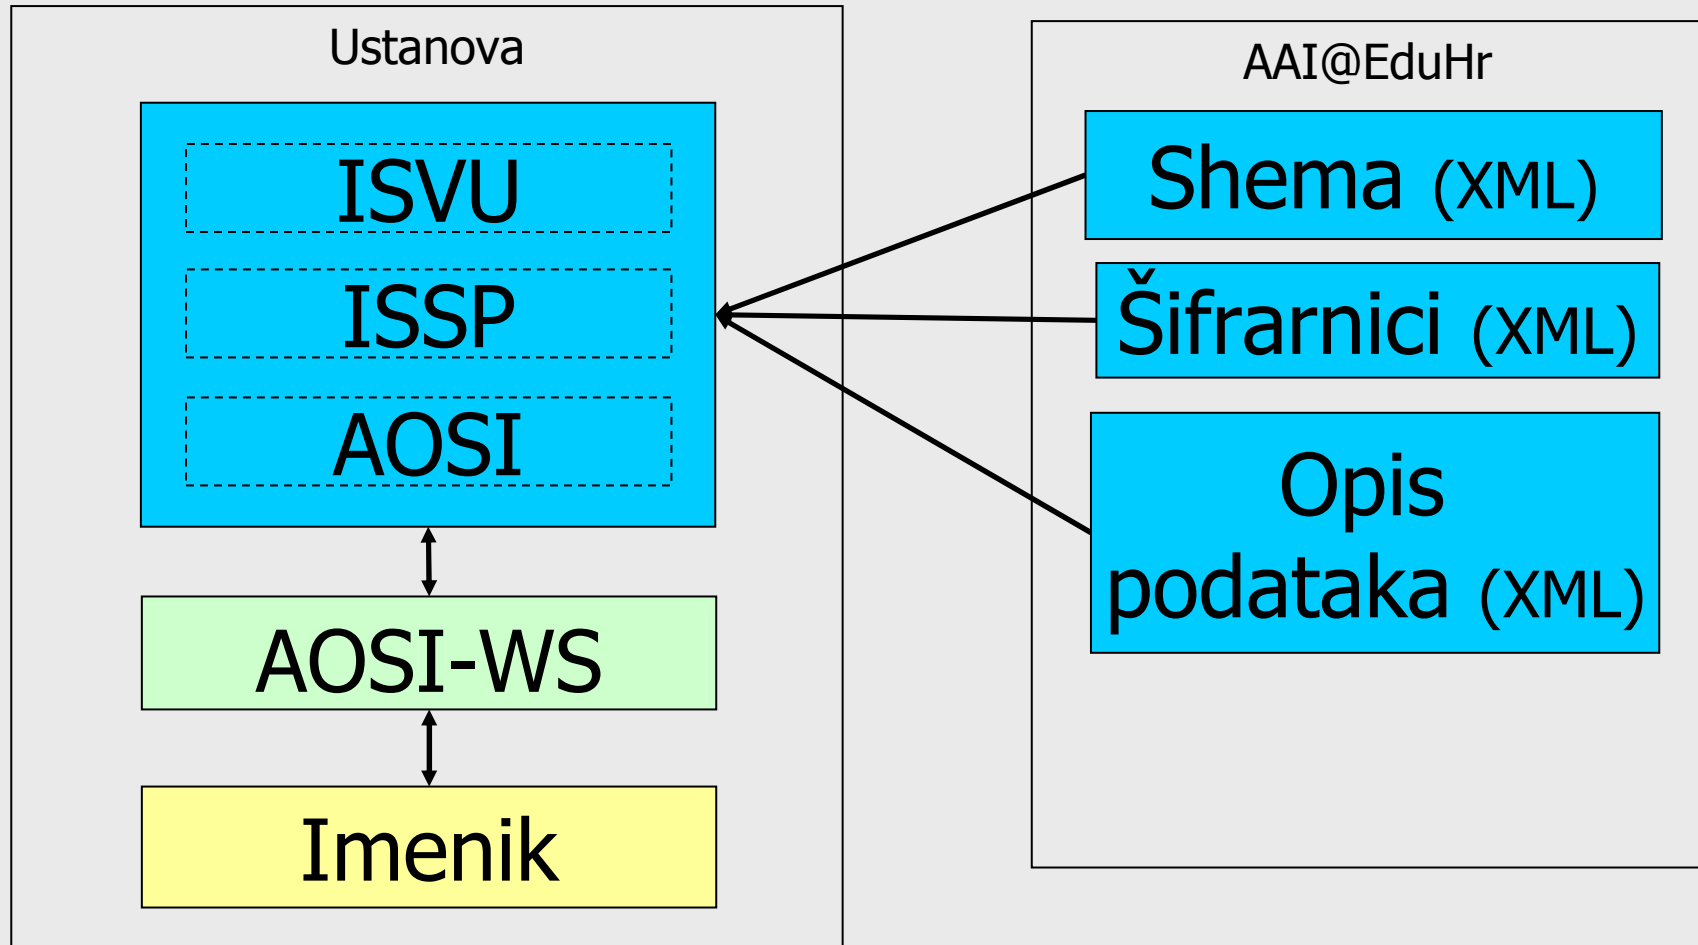 Ustanova
ISVU
ISSP
AOSI
AOSI-WS
Imenik
AAI@EduHr
Shema (XML)
Šifrarnici (XML)
Opis
podataka (XML)